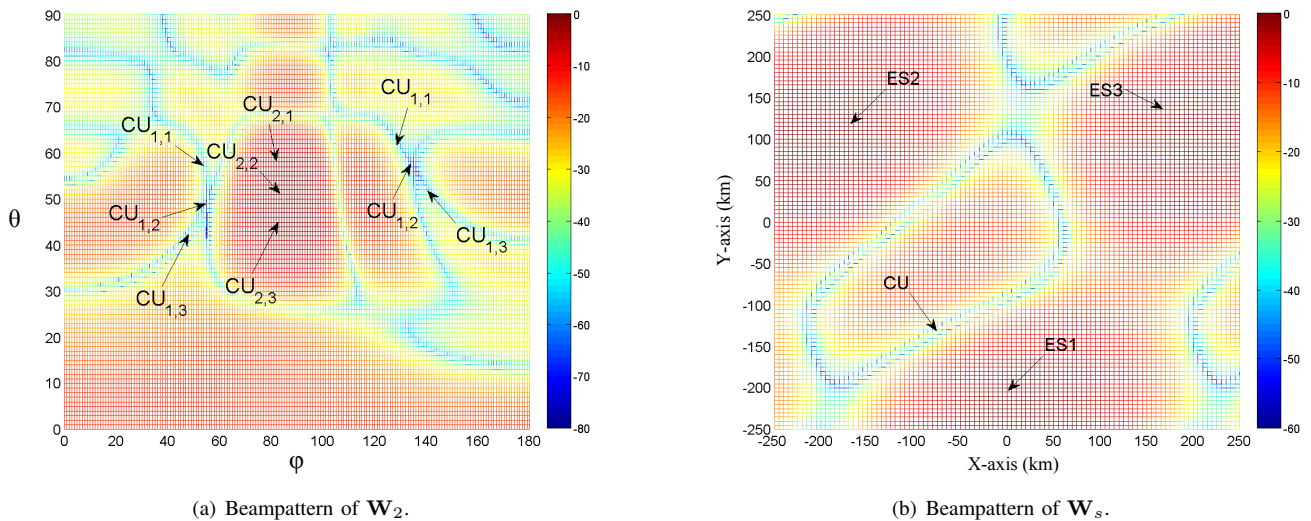 90
80
70
60
50
40
30
20
10
0
θ
0 20 40 60 80 100 120 140 160 180
φ
CU1,1
CU1,2
CU1,3
CU2,1
CU2,2
CU2,3
CU1,1
CU1,2
CU1,3
0
-10
-20
-30
-40
-50
-60
-70
-80
(a) Beampattern of W2.
250
200
150
100
50
0
-50
-100
-150
-200
-250
Y-axis (km)
-250 -200 -150 -100 -50 0 50 100 150 200 250
X-axis (km)
ES2
ES3
CU
ES1
0
-10
-20
-30
-40
-50
-60
(b) Beampattern of Ws.